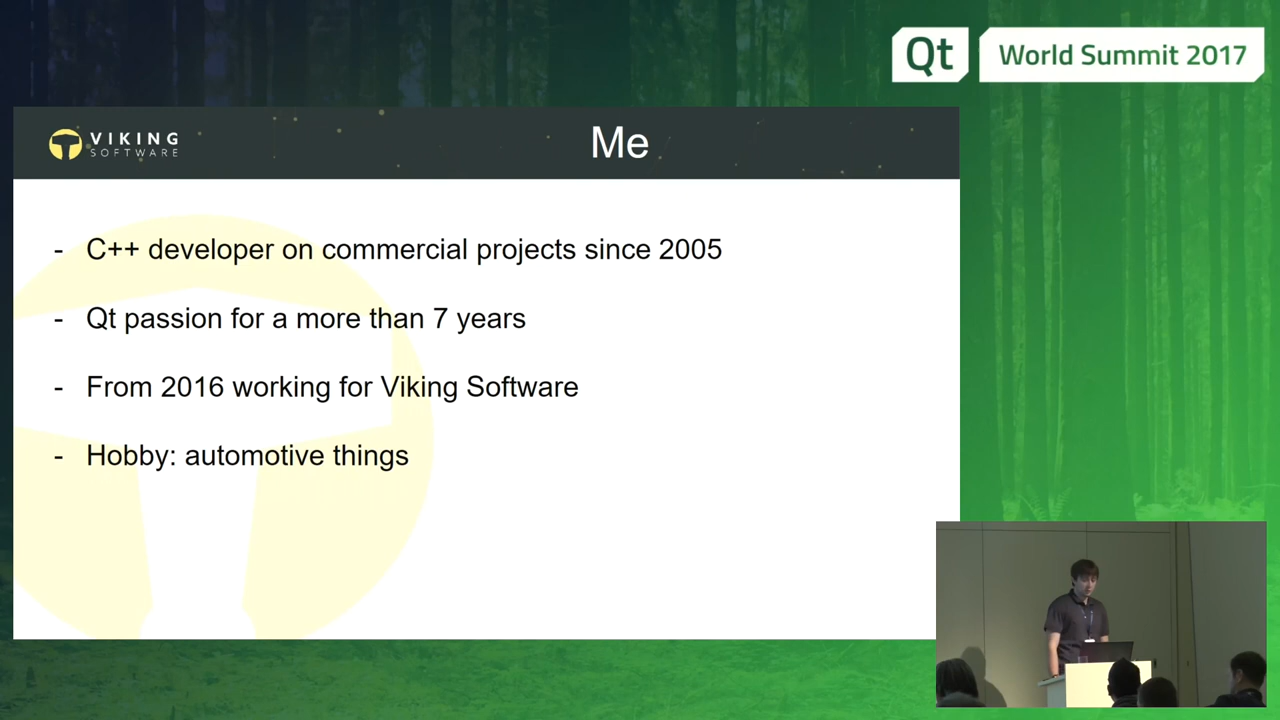 Qt
World Summit 2017
VIKING
SOFTWARE
Me
- C++ developer on commercial projects since 2005
- Qt passion for a more than 7 years
- From 2016 working for Viking Software
- Hobby: automotive things